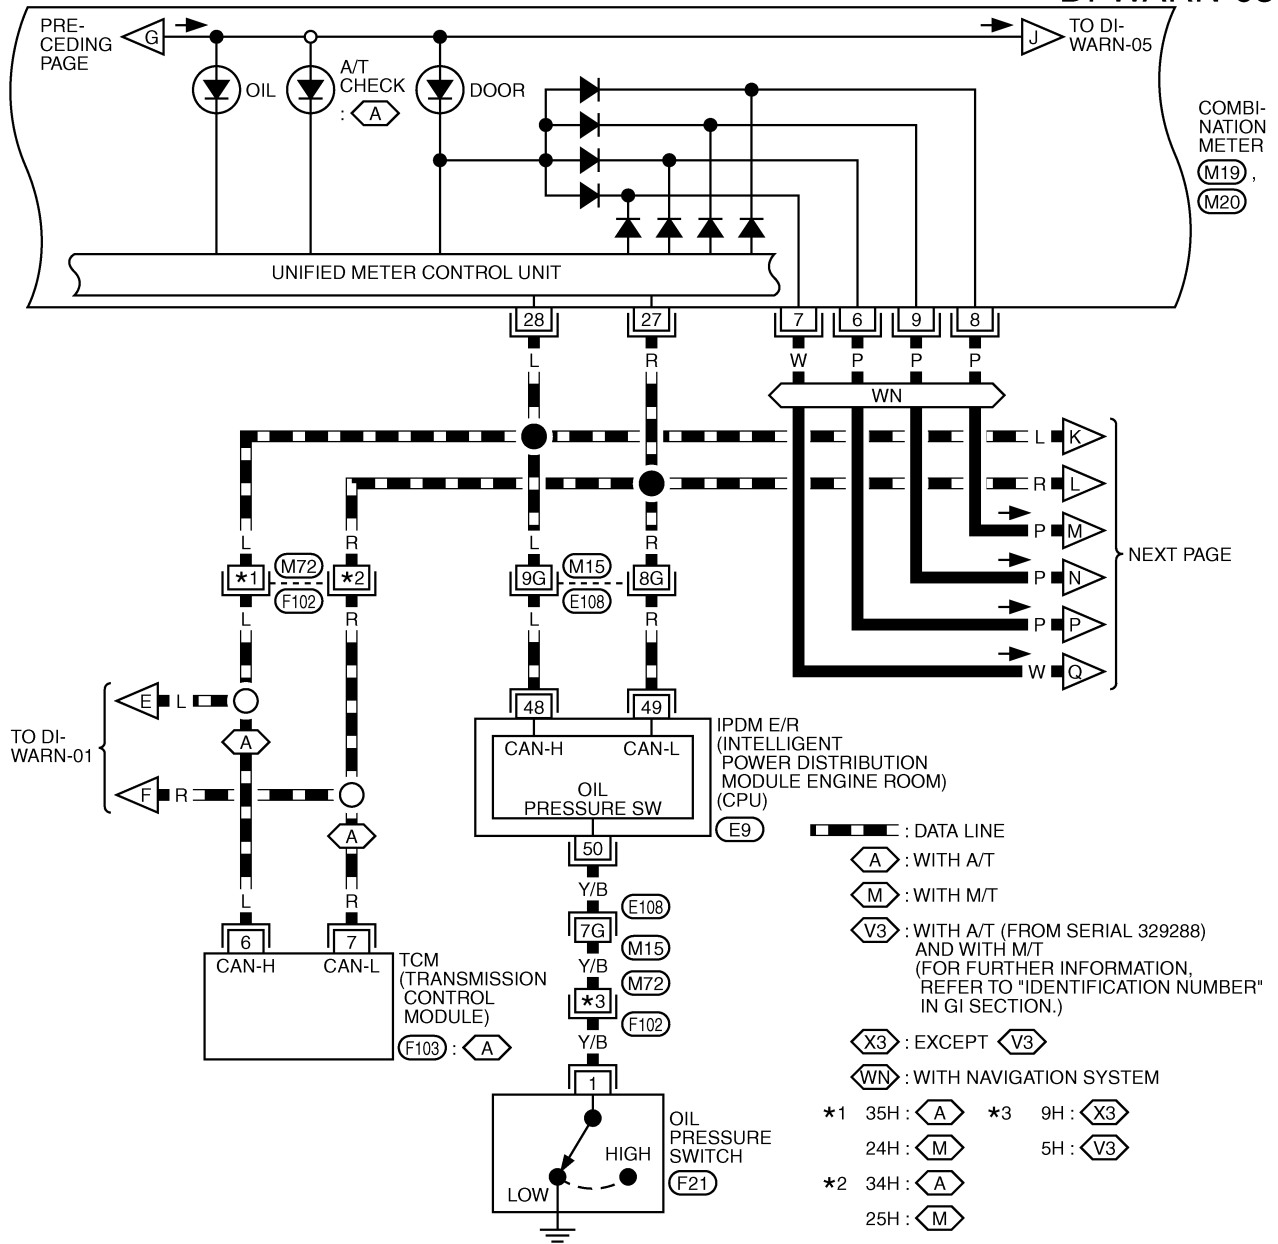 PRE-
CEDING
PAGE
G
J
TO DI-
WARN-05
OIL
A/T
CHECK
: A
DOOR
COMBI-
NATION
METER
M19 ,
M20
UNIFIED METER CONTROL UNIT
28 27 7 6 9 8
L R W P P P
WN
L K
R L
P M
P N
P P
W Q
NEXT PAGE
L R L R
*1 M72 *2 9G M15 8G
F102 E108
L R L R
TO DI-
WARN-01
E L
A
F R
A
L R
6 7
CAN-H CAN-L
TCM
(TRANSMISSION
CONTROL
MODULE)
F103 : A
48 49
CAN-H CAN-L
OIL
PRESSURE SW
IPDM E/R
(INTELLIGENT
POWER DISTRIBUTION
MODULE ENGINE ROOM)
(CPU)
E9
50
Y/B
E108
7G
M15
Y/B
M72
*3
F102
Y/B
1
OIL
PRESSURE
SWITCH
F21
HIGH
LOW
: DATA LINE
A : WITH A/T
M : WITH M/T
V3 : WITH A/T (FROM SERIAL 329288)
AND WITH M/T
(FOR FURTHER INFORMATION,
REFER TO "IDENTIFICATION NUMBER"
IN GI SECTION.)
X3 : EXCEPT V3
WN : WITH NAVIGATION SYSTEM
*1 35H : A *3 9H : X3
24H : M 5H : V3
*2 34H : A
25H : M